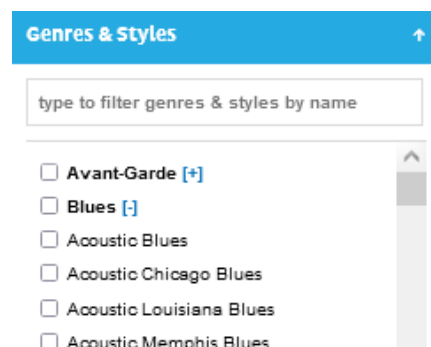 Genres & Styles
type to filter genres & styles by name
Avant-Garde [+]
Blues [-]
Acoustic Blues
Acoustic Chicago Blues
Acoustic Louisiana Blues
Acoustic Memphis Blues